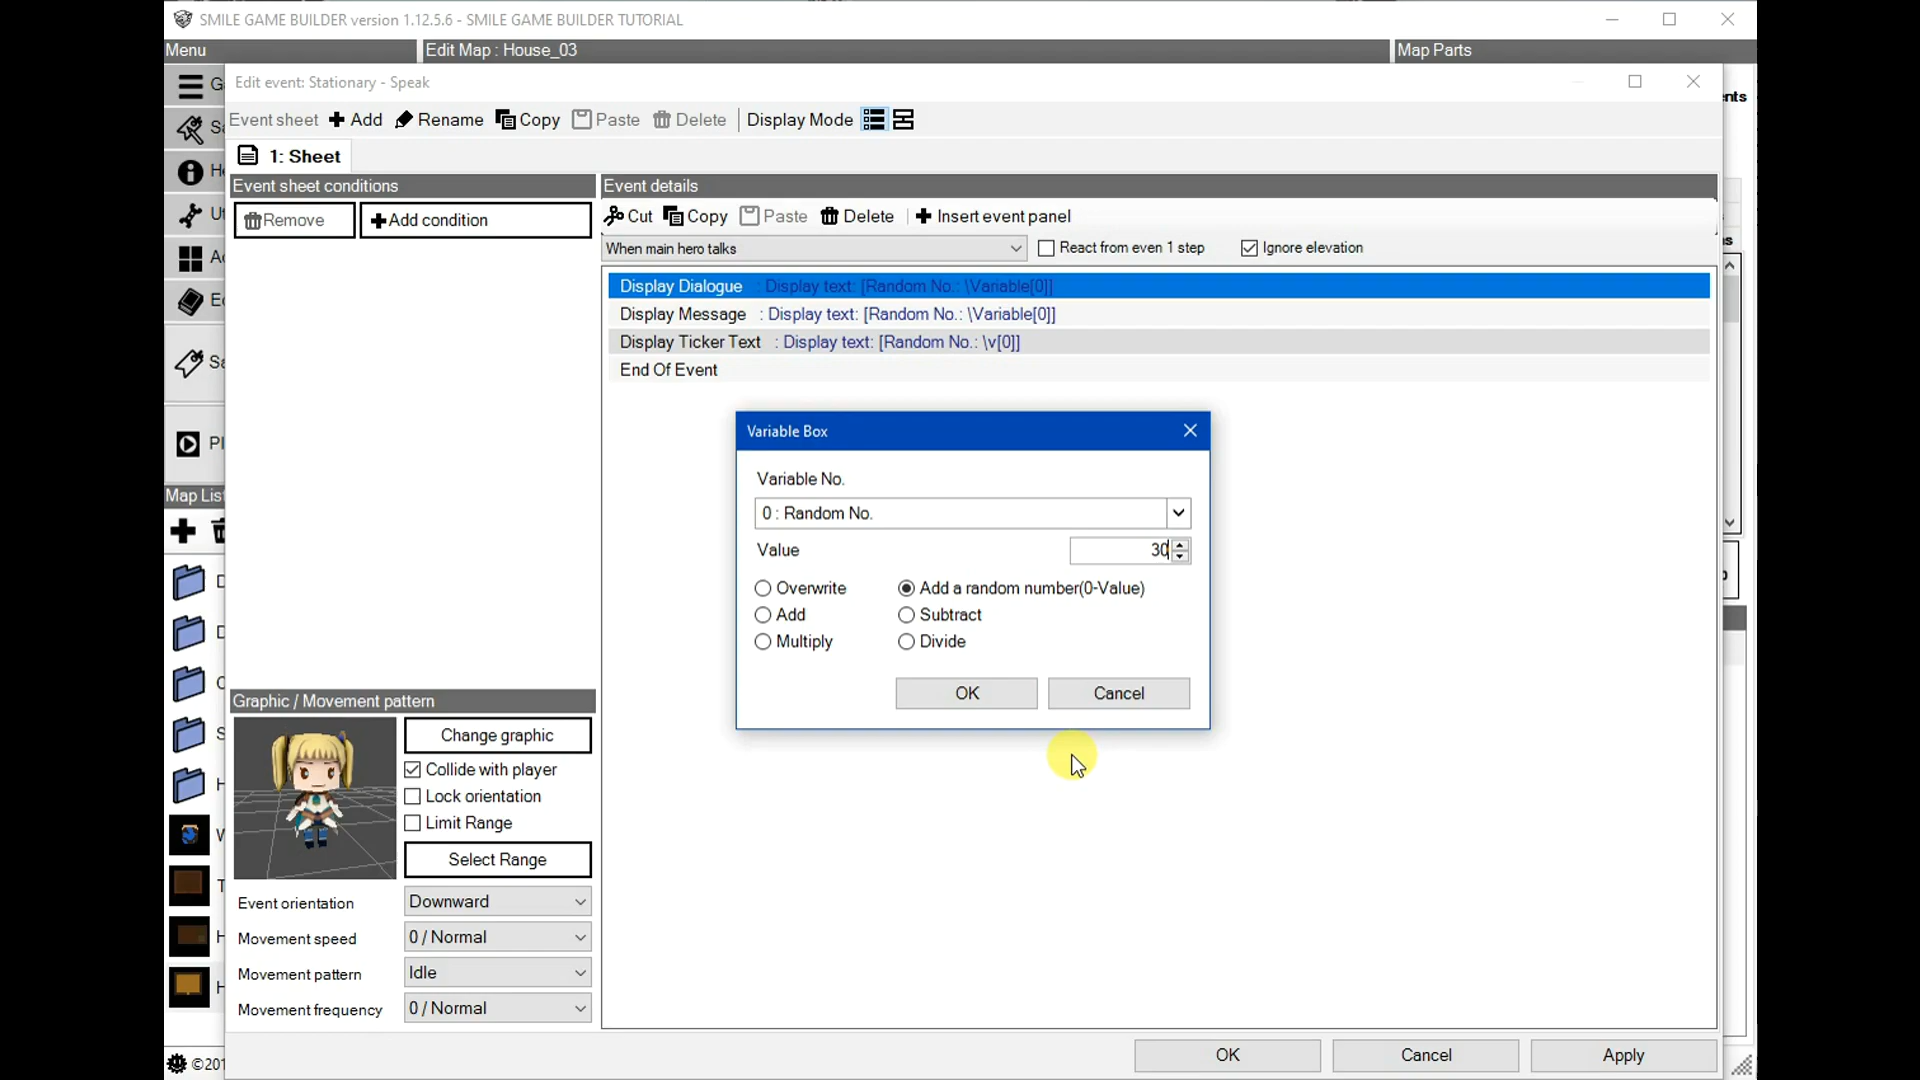 SMILE GAME BUILDER version 1.12.5.6 - SMILE GAME BUILDER TUTORIAL
Menu
Edit Map : House_03
Map Parts
Edit event: Stationary - Speak
Event sheet
Add
Rename
Copy
Paste
Delete
Display Mode
1: Sheet
Event sheet conditions
Event details
Remove
Add condition
Cut
Copy
Paste
Delete
Insert event panel
When main hero talks
React from even 1 step
Ignore elevation
Display Dialogue : Display text: [Random No.: \Variable[0]]
Display Message : Display text: [Random No.: \Variable[0]]
Display Ticker Text : Display text: [Random No.: \v[0]]
End Of Event
Variable Box
Variable No.
0 : Random No.
Value
30
Overwrite
Add a random number(0-Value)
Add
Subtract
Multiply
Divide
OK
Cancel
Map Lis
Graphic / Movement pattern
Change graphic
Collide with player
Lock orientation
Limit Range
Select Range
Event orientation
Downward
Movement speed
0 / Normal
Movement pattern
Idle
Movement frequency
0 / Normal
©201
OK
Cancel
Apply